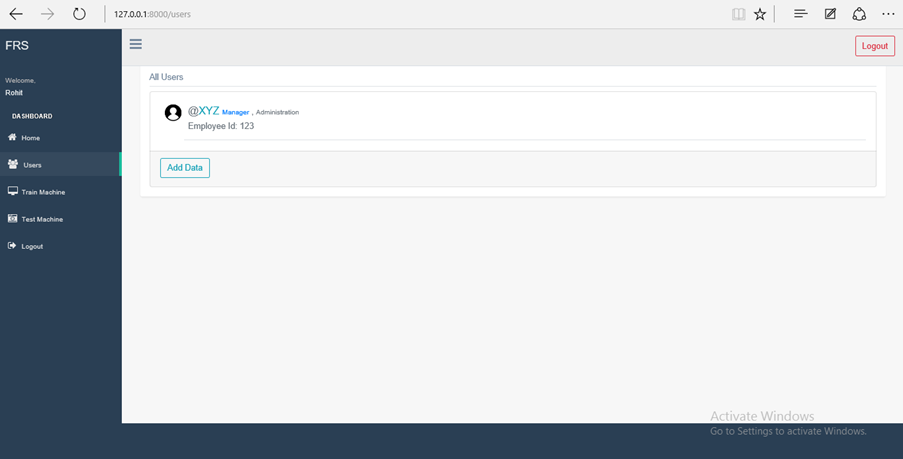 127.0.0.1:8000/users
FRS
Logout
Welcome,
Rohit
DASHBOARD
Home
Users
Train Machine
Test Machine
Logout
All Users
@XYZ Manager , Administration
Employee Id: 123
Add Data
Activate Windows
Go to Settings to activate Windows.